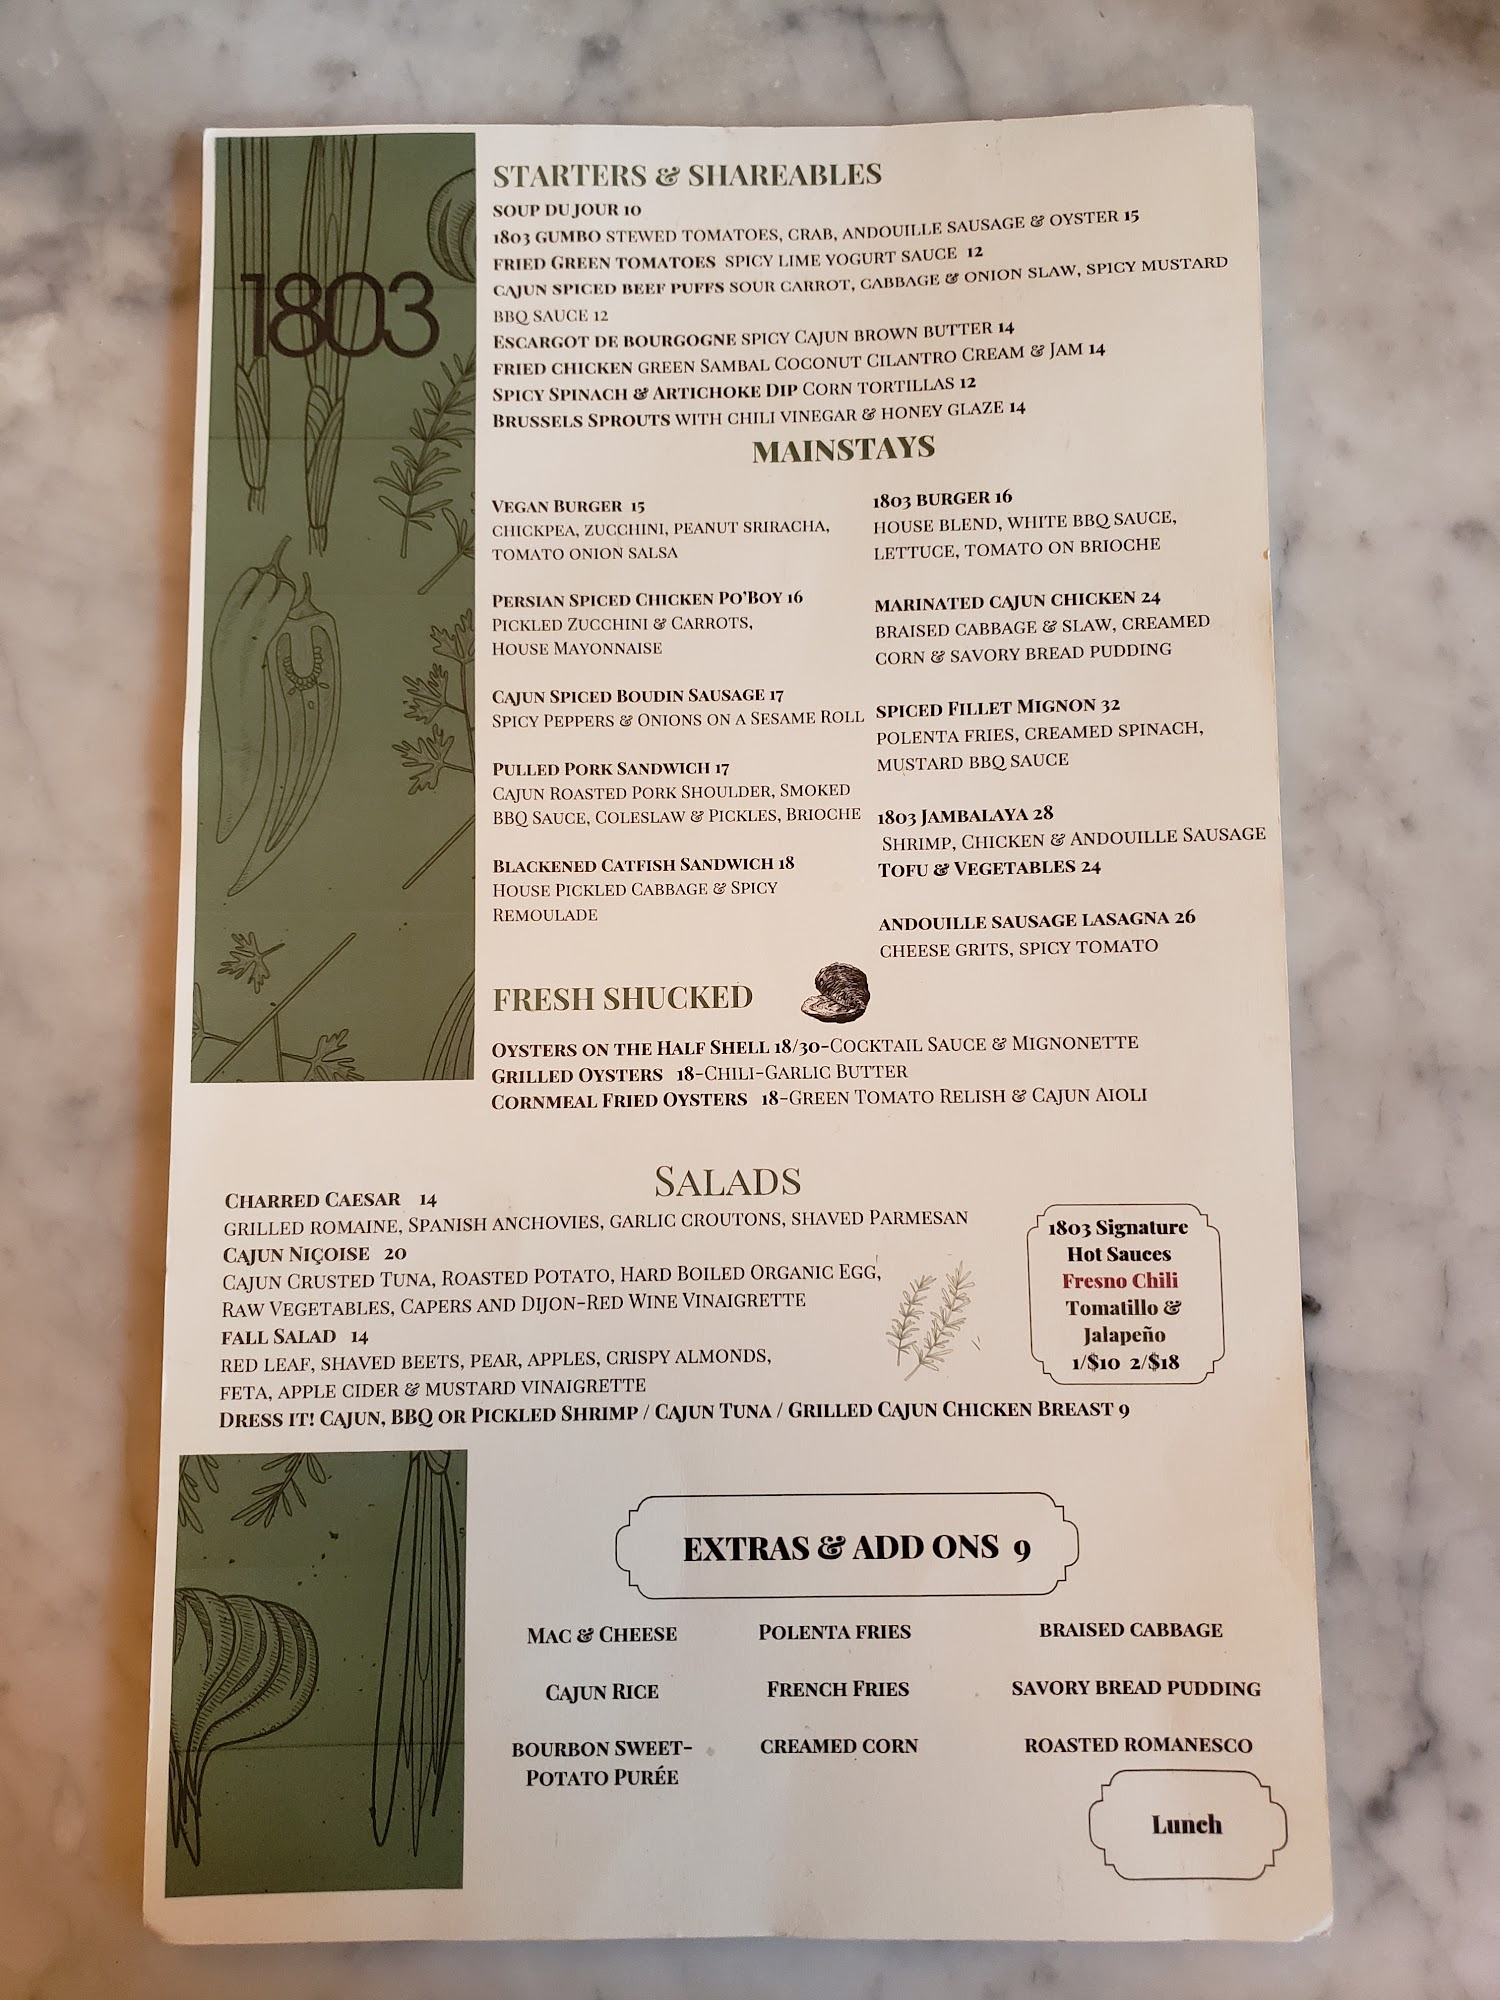 1803
STARTERS & SHAREABLES
SOUP DU JOUR 10
1803 GUMBO STEWED TOMATOES, CRAB, ANDOUILLE SAUSAGE & OYSTER 15
FRIED GREEN TOMATOES SPICY LIME YOGURT SAUCE 12
CAJUN SPICED BEEF PUFFS SOUR CARROT, CABBAGE & ONION SLAW, SPICY MUSTARD
BBQ SAUCE 12
ESCARGOT DE BOURGOGNE SPICY CAJUN BROWN BUTTER 14
FRIED CHICKEN GREEN SAMBAL COCONUT CILANTRO CREAM & JAM 14
SPICY SPINACH & ARTICHOKE DIP CORN TORTILLAS 12
BRUSSELS SPROUTS WITH CHILI VINEGAR & HONEY GLAZE 14
MAINSTAYS
VEGAN BURGER 15
CHICKPEA, ZUCCHINI, PEANUT SRIRACHA,
TOMATO ONION SALSA
PERSIAN SPICED CHICKEN PO'BOY 16
PICKLED ZUCCHINI & CARROTS,
HOUSE MAYONNAISE
CAJUN SPICED BOUDIN SAUSAGE 17
SPICY PEPPERS & ONIONS ON A SESAME ROLL
PULLED PORK SANDWICH 17
CAJUN ROASTED PORK SHOULDER, SMOKED
BBQ SAUCE, COLESLAW & PICKLES, BRIOCHE
BLACKENED CATFISH SANDWICH 18
HOUSE PICKLED CABBAGE & SPICY
REMOULADE
1803 BURGER 16
HOUSE BLEND, WHITE BBQ SAUCE,
LETTUCE, TOMATO ON BRIOCHE
MARINATED CAJUN CHICKEN 24
BRAISED CABBAGE & SLAW, CREAMED
CORN & SAVORY BREAD PUDDING
SPICED FILLET MIGNON 32
POLENTA FRIES, CREAMED SPINACH,
MUSTARD BBQ SAUCE
1803 JAMBALAYA 28
SHRIMP, CHICKEN & ANDOUILLE SAUSAGE
TOFU & VEGETABLES 24
ANDOUILLE SAUSAGE LASAGNA 26
CHEESE GRITS, SPICY TOMATO
FRESH SHUCKED
OYSTERS ON THE HALF SHELL 18/30-COCKTAIL SAUCE & MIGNONETTE
GRILLED OYSTERS 18-CHILI-GARLIC BUTTER
CORNMEAL FRIED OYSTERS 18-GREEN TOMATO RELISH & CAJUN AIOLI
SALADS
CHARRED CAESAR 14
GRILLED ROMAINE, SPANISH ANCHOVIES, GARLIC CROUTONS, SHAVED PARMESAN
CAJUN NIÇOISE 20
CAJUN CRUSTED TUNA, ROASTED POTATO, HARD BOILED ORGANIC EGG,
RAW VEGETABLES, CAPERS AND DIJON-RED WINE VINAIGRETTE
FALL SALAD 14
RED LEAF, SHAVED BEETS, PEAR, APPLES, CRISPY ALMONDS,
FETA, APPLE CIDER & MUSTARD VINAIGRETTE
DRESS IT! CAJUN, BBQ OR PICKLED SHRIMP / CAJUN TUNA / GRILLED CAJUN CHICKEN BREAST 9
1803 Signature
Hot Sauces
Fresno Chili
Tomatillo &
Jalapeño
1/$10 2/$18
EXTRAS & ADD ONS 9
MAC & CHEESE
POLENTA FRIES
BRAISED CABBAGE
CAJUN RICE
FRENCH FRIES
SAVORY BREAD PUDDING
BOURBON SWEET-
POTATO PURÉE
CREAMED CORN
ROASTED ROMANESCO
Lunch